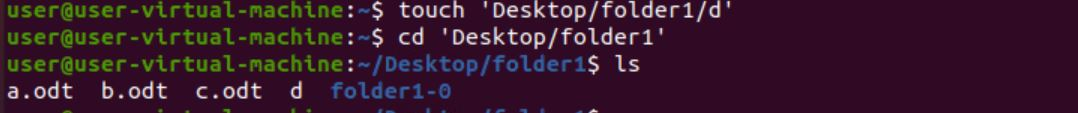 user@user-virtual-machine:~$ touch 'Desktop/folder1/d'
user@user-virtual-machine:~$ cd 'Desktop/folder1'
user@user-virtual-machine:~/Desktop/folder1$ ls
a.odt  b.odt  c.odt  d  folder1-0